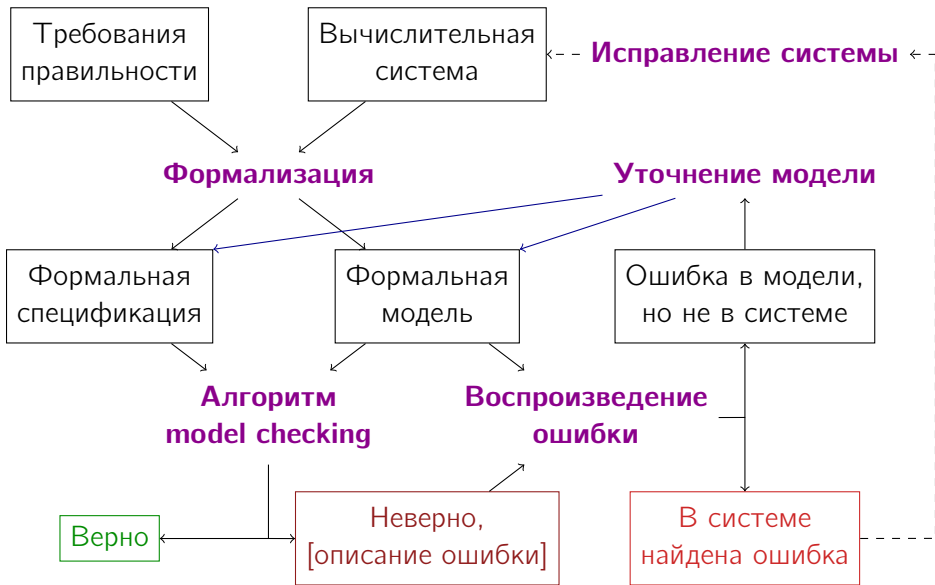 Требования
правильности
Вычислительная
система
Исправление системы
Формализация
Уточнение модели
Формальная
спецификация
Формальная
модель
Ошибка в модели,
но не в системе
Алгоритм
model checking
Воспроизведение
ошибки
Верно
Неверно,
[описание ошибки]
В системе
найдена ошибка